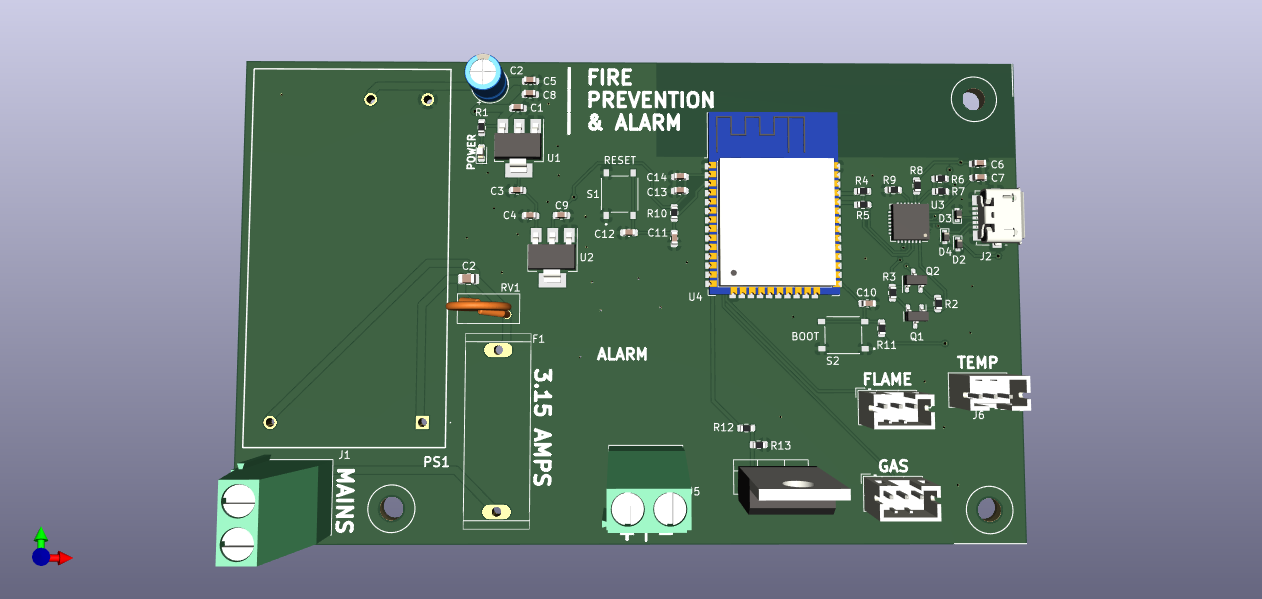 FIRE
PREVENTION
& ALARM
C2
C5
C8
C1
R1
POWER
U1
RESET
S1
C14
C13
R10
C11
C12
C3
C4
C9
U2
C2
RV1
F1
3.15 AMPS
ALARM
U4
R4
R5
R9
R8
R6
R7
C6
C7
U3
D3
D4
D2
J2
Q2
R3
R2
Q1
C10
BOOT
S2
R11
TEMP
J6
FLAME
GAS
R12
R13
J1
PS1
MAINS
J5
+ -